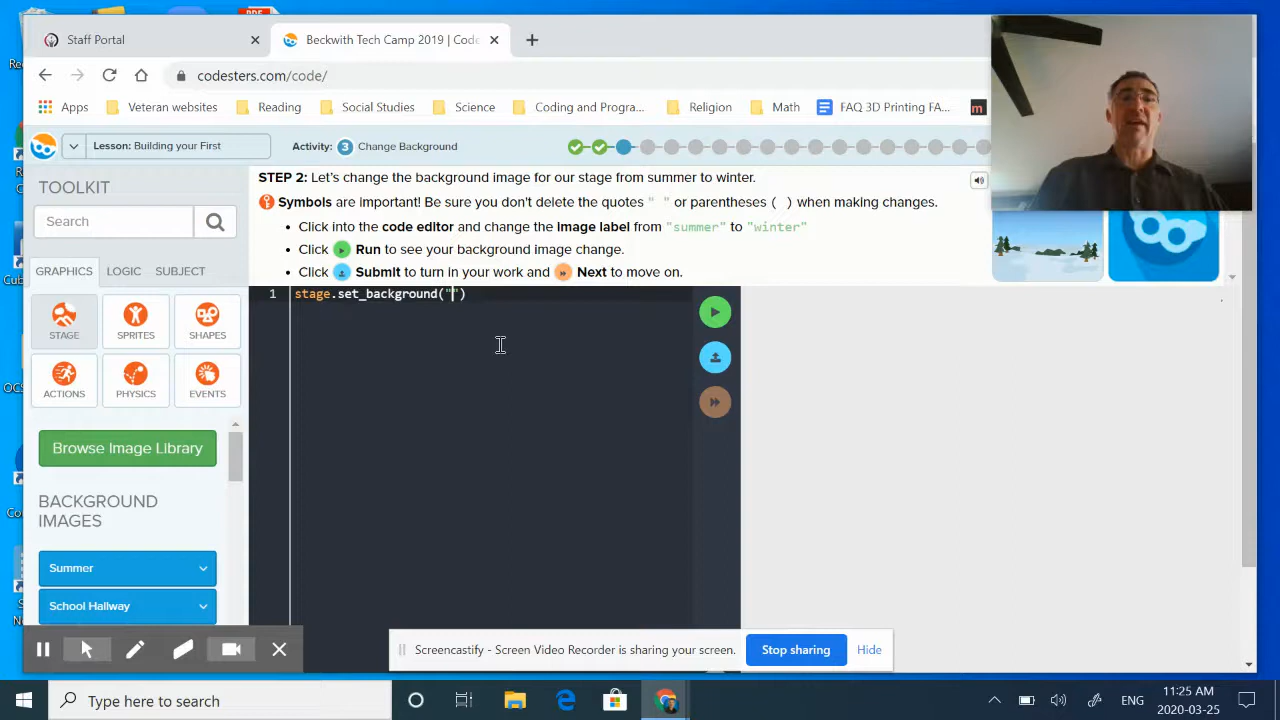 PDF
Rec
Staff Portal
Beckwith Tech Camp 2019 | Code
codesters.com/code/
Apps
Veteran websites
Reading
Social Studies
Science
Coding and Progra...
Religion
Math
FAQ 3D Printing FA...
m
Lesson: Building your First
Activity: 3 Change Background
TOOLKIT
Search
GRAPHICS LOGIC SUBJECT
STAGE SPRITES SHAPES
ACTIONS PHYSICS EVENTS
Browse Image Library
BACKGROUND
IMAGES
Summer
School Hallway
STEP 2: Let's change the background image for our stage from summer to winter.
Symbols are important! Be sure you don't delete the quotes " " or parentheses ( ) when making changes.
• Click into the code editor and change the image label from "summer" to "winter"
• Click Run to see your background image change.
• Click Submit to turn in your work and Next to move on.
1 stage.set_background("")
Screencastify - Screen Video Recorder is sharing your screen. Stop sharing Hide
Type here to search
ENG
11:25 AM
2020-03-25